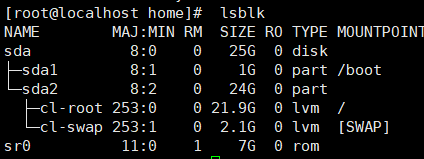 [root@localhost home]#  lsblk
NAME        MAJ:MIN RM  SIZE RO TYPE MOUNTPOINT
sda           8:0    0   25G  0 disk
├─sda1        8:1    0    1G  0 part /boot
└─sda2        8:2    0   24G  0 part
  ├─cl-root 253:0    0 21.9G  0 lvm  /
  └─cl-swap 253:1    0  2.1G  0 lvm  [SWAP]
sr0          11:0    1    7G  0 rom